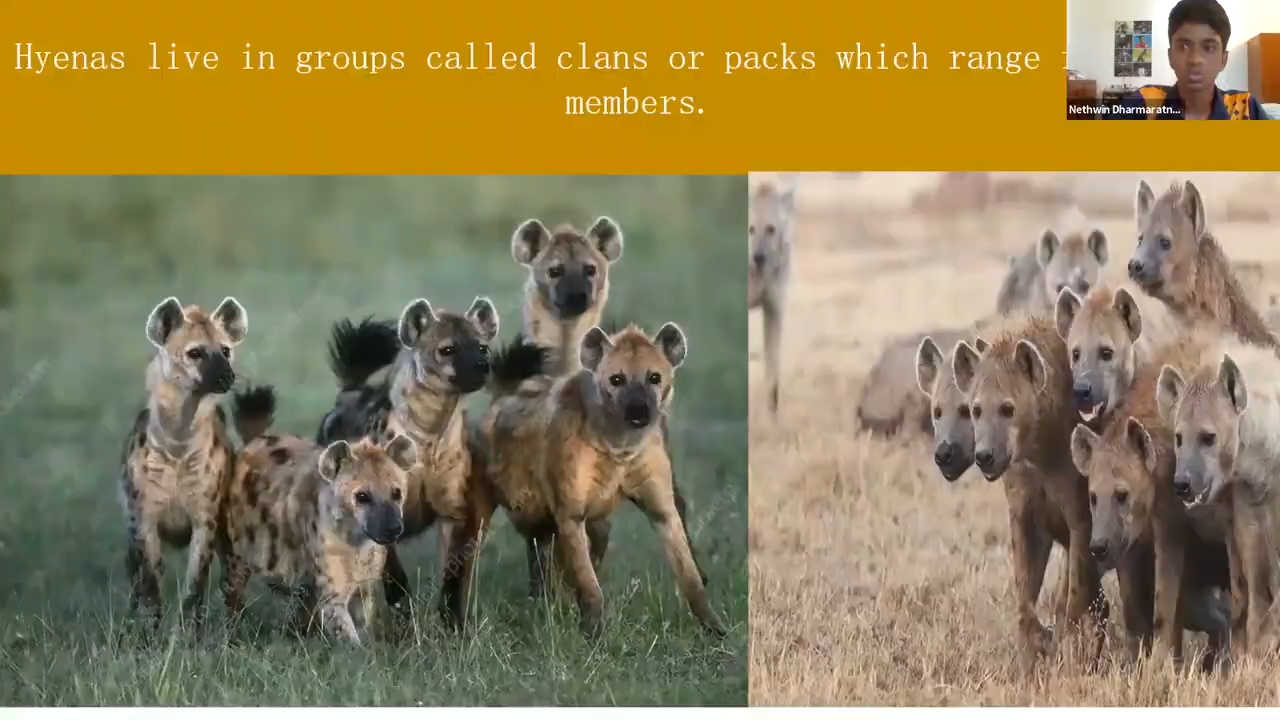 Hyenas live in groups called clans or packs which range
members.
Nethwin Dharmaratn...